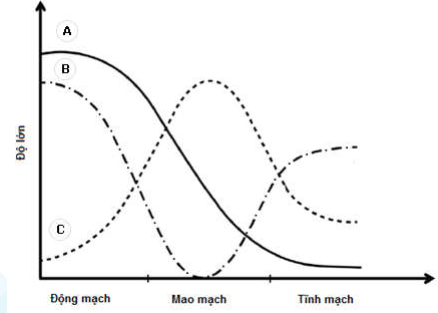 A
B
Độ lớn
C
Động mạch
Mao mạch
Tĩnh mạch